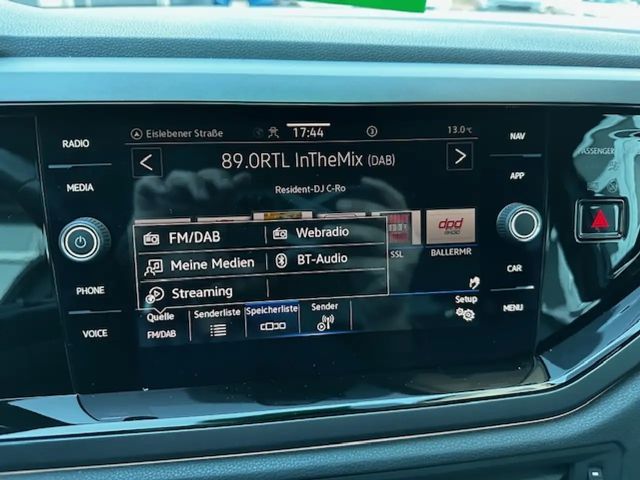 RADIO
MEDIA
PHONE
VOICE
Eislebener Straße
17:44
13.0°C
89.0RTL InTheMix (DAB)
Resident-DJ C-Ro
FM/DAB
Webradio
Meine Medien
BT-Audio
Streaming
SSL
dpd
BALLERMR
Quelle
FM/DAB
Senderliste
Speicherliste
Sender
Setup
NAV
APP
CAR
MENU
PASSENGER